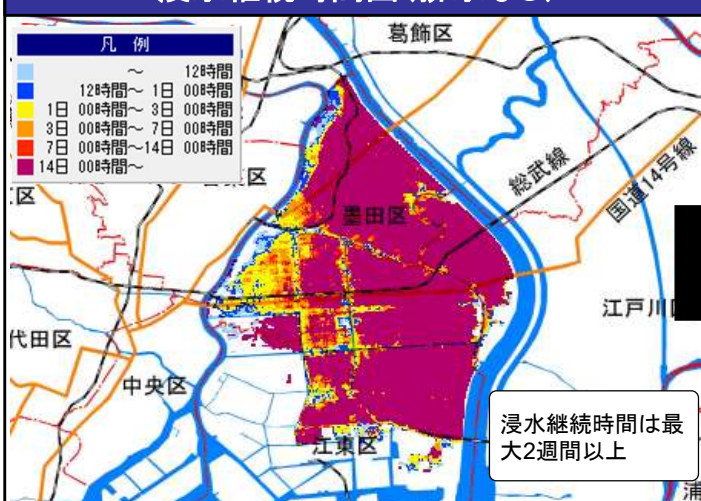 葛飾区
凡 例
～ 12時間
12時間～ 1日 00時間
1日 00時間～ 3日 00時間
3日 00時間～ 7日 00時間
7日 00時間～14日 00時間
14日 00時間～
区
区
総武線
国道14号線
墨田区
江戸川
代田区
中央区
浸水継続時間は最
大2週間以上
江東区
浦